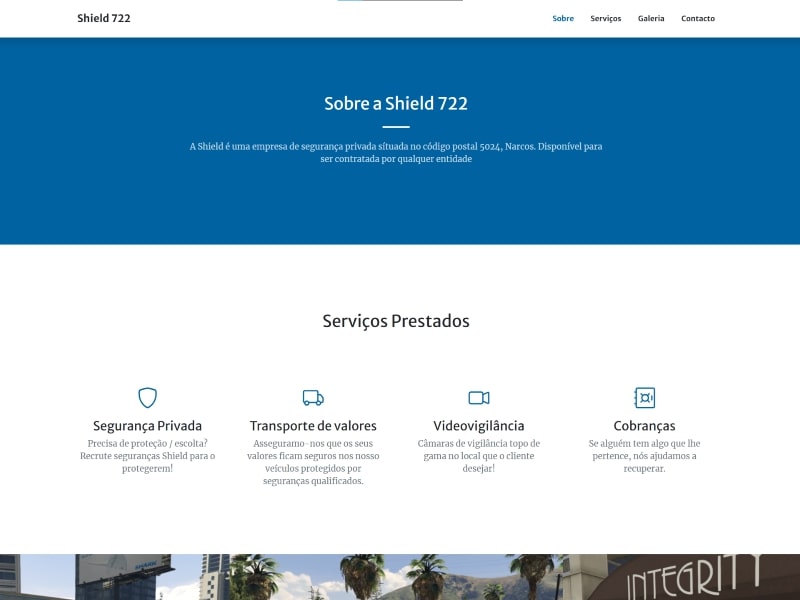 Shield 722
Sobre Serviços Galeria Contacto
Sobre a Shield 722
A Shield é uma empresa de segurança privada situada no código postal 5024, Narcos. Disponível para
ser contratada por qualquer entidade
Serviços Prestados
Segurança Privada
Precisa de proteção / escolta?
Recrute seguranças Shield para o
protegerem!
Transporte de valores
Asseguramo-nos que os seus
valores ficam seguros nos nosso
veículos protegidos por
seguranças qualificados.
Videovigilância
Câmaras de vigilância topo de
gama no local que o cliente
desejar!
Cobranças
Se alguém tem algo que lhe
pertence, nós ajudamos a
recuperar.
INTEGRITY